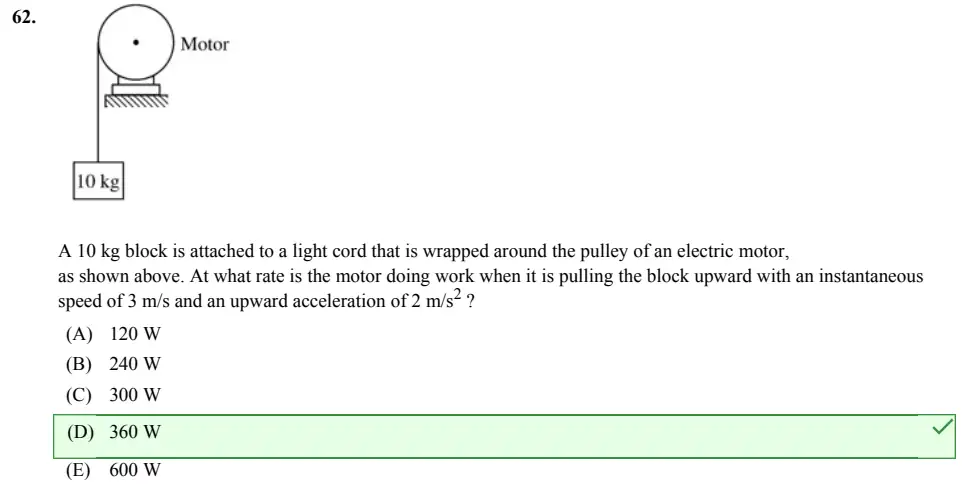 62.
Motor
10 kg
A 10 kg block is attached to a light cord that is wrapped around the pulley of an electric motor,
as shown above. At what rate is the motor doing work when it is pulling the block upward with an instantaneous
speed of 3 m/s and an upward acceleration of 2 m/s² ?
(A) 120 W
(B) 240 W
(C) 300 W
(D) 360 W
(E) 600 W